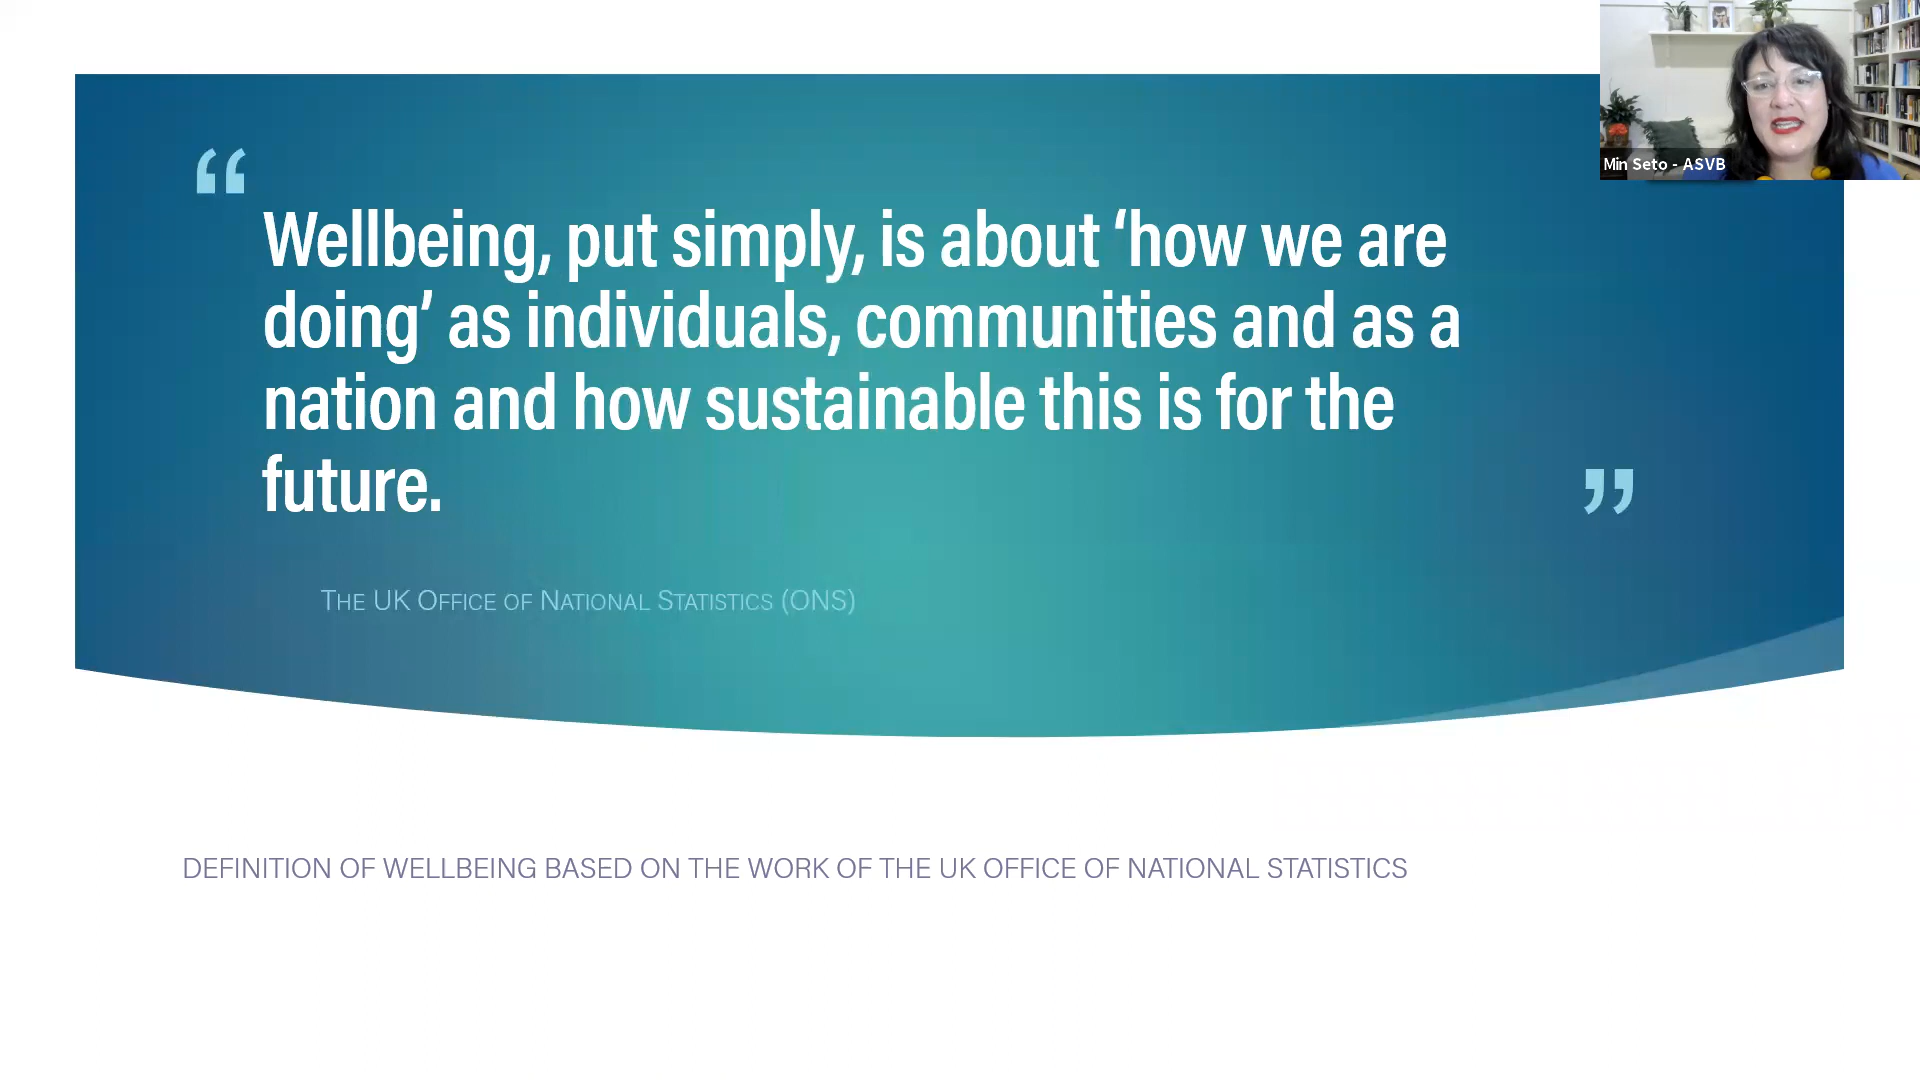 Min Seto - ASVB
“
Wellbeing, put simply, is about ‘how we are
doing’ as individuals, communities and as a
nation and how sustainable this is for the
future.
”
THE UK OFFICE OF NATIONAL STATISTICS (ONS)
DEFINITION OF WELLBEING BASED ON THE WORK OF THE UK OFFICE OF NATIONAL STATISTICS